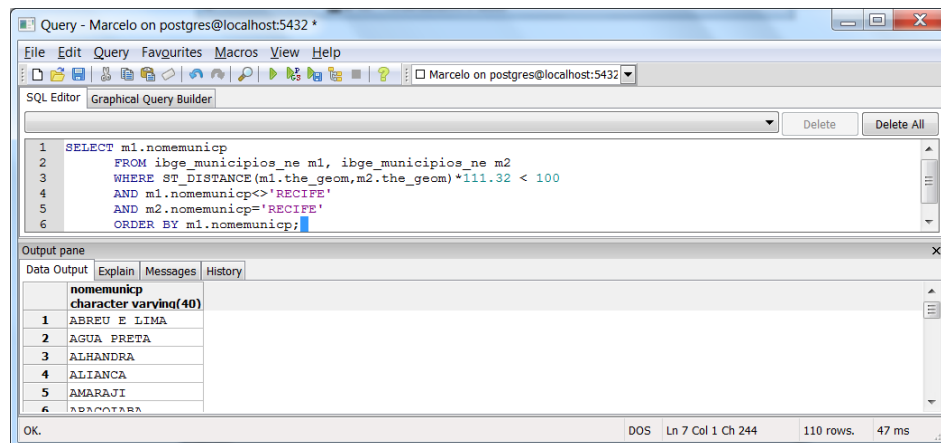 Query - Marcelo on postgres@localhost:5432 *
File Edit Query Favourites Macros View Help
Marcelo on postgres@localhost:5432
SQL Editor Graphical Query Builder
Delete Delete All
1 SELECT m1.nomemunicp
2 FROM ibge_municipios_ne m1, ibge_municipios_ne m2
3 WHERE ST_DISTANCE(m1.the_geom,m2.the_geom)*111.32 < 100
4 AND m1.nomemunicp<>'RECIFE'
5 AND m2.nomemunicp='RECIFE'
6 ORDER BY m1.nomemunicp;
Output pane
Data Output Explain Messages History
nomemunicp
character varying(40)
1 ABREU E LIMA
2 AGUA PRETA
3 ALHANDRA
4 ALIANCA
5 AMARAJI
6 ARACOIABA
OK. DOS Ln 7 Col 1 Ch 244 110 rows. 47 ms